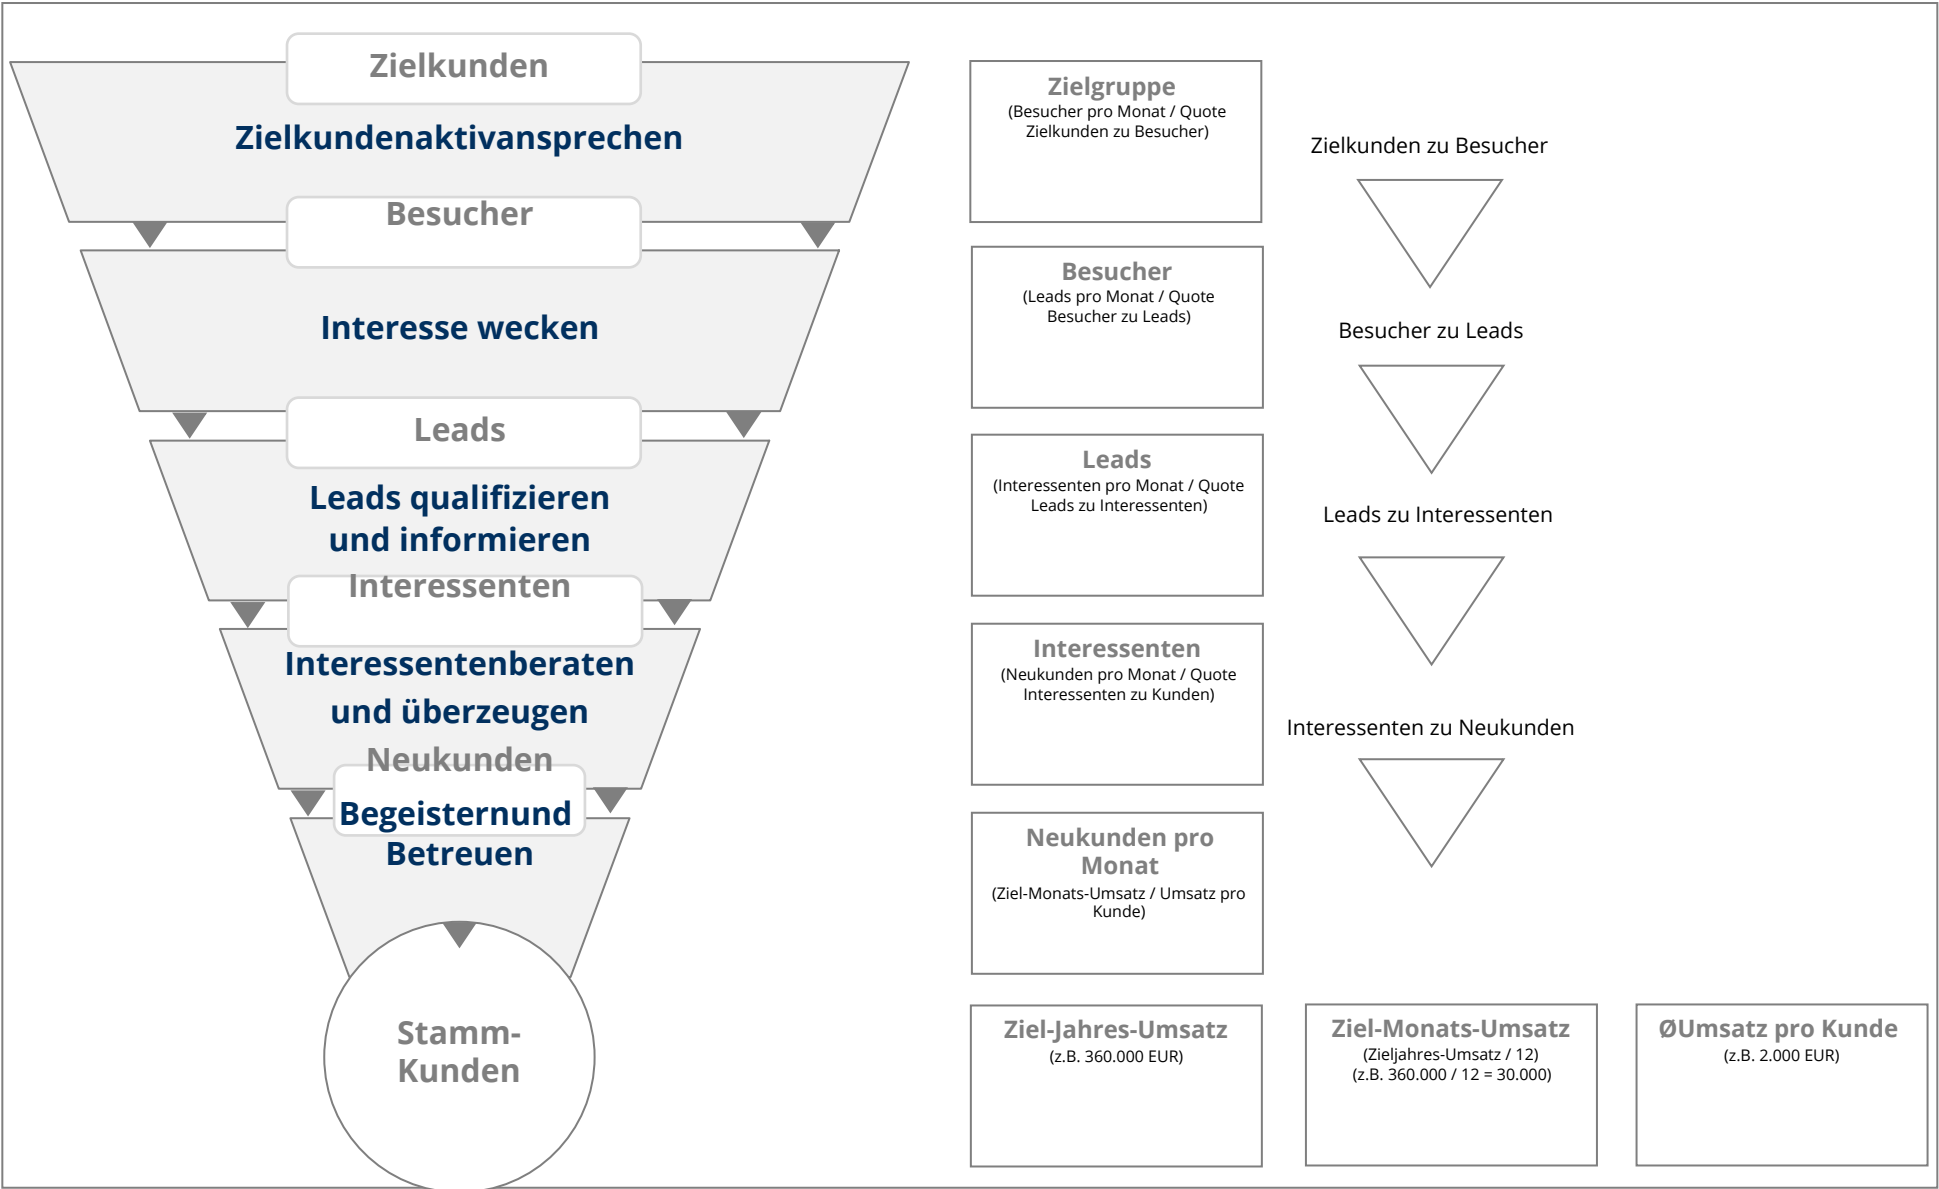 Zielkunden
Zielkundenaktivansprechen
Besucher
Interesse wecken
Leads
Leads qualifizieren
und informieren
Interessenten
Interessentenberaten
und überzeugen
Neukunden
Begeisternund
Betreuen
Stamm-
Kunden
Zielgruppe
(Besucher pro Monat / Quote
Zielkunden zu Besucher)
Zielkunden zu Besucher
Besucher
(Leads pro Monat / Quote
Besucher zu Leads)
Besucher zu Leads
Leads
(Interessenten pro Monat / Quote
Leads zu Interessenten)
Leads zu Interessenten
Interessenten
(Neukunden pro Monat / Quote
Interessenten zu Kunden)
Interessenten zu Neukunden
Neukunden pro
Monat
(Ziel-Monats-Umsatz / Umsatz pro
Kunde)
Ziel-Jahres-Umsatz
(z.B. 360.000 EUR)
Ziel-Monats-Umsatz
(Zieljahres-Umsatz / 12)
(z.B. 360.000 / 12 = 30.000)
ØUmsatz pro Kunde
(z.B. 2.000 EUR)